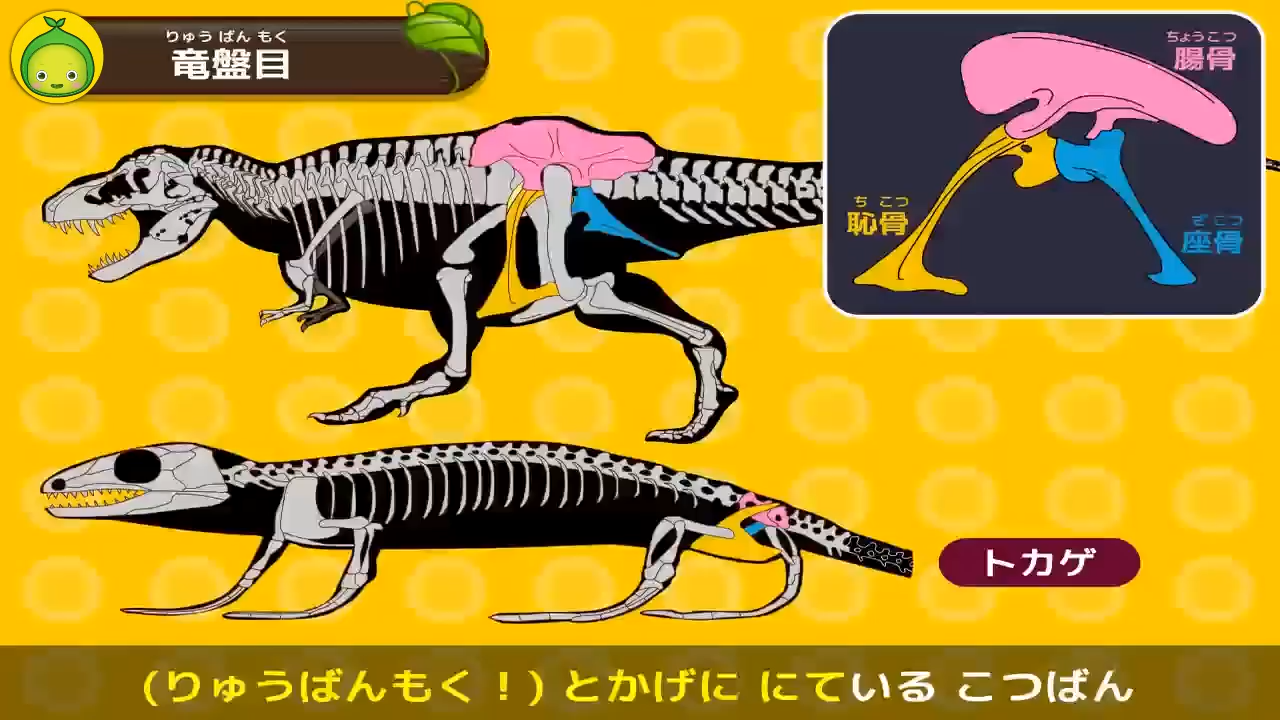 りゅう ばん もく
竜盤目
ちょうこつ
腸骨
ち こつ
恥骨
ざ こつ
座骨
トカゲ
(りゅうばんもく！) とかげに にている こつばん